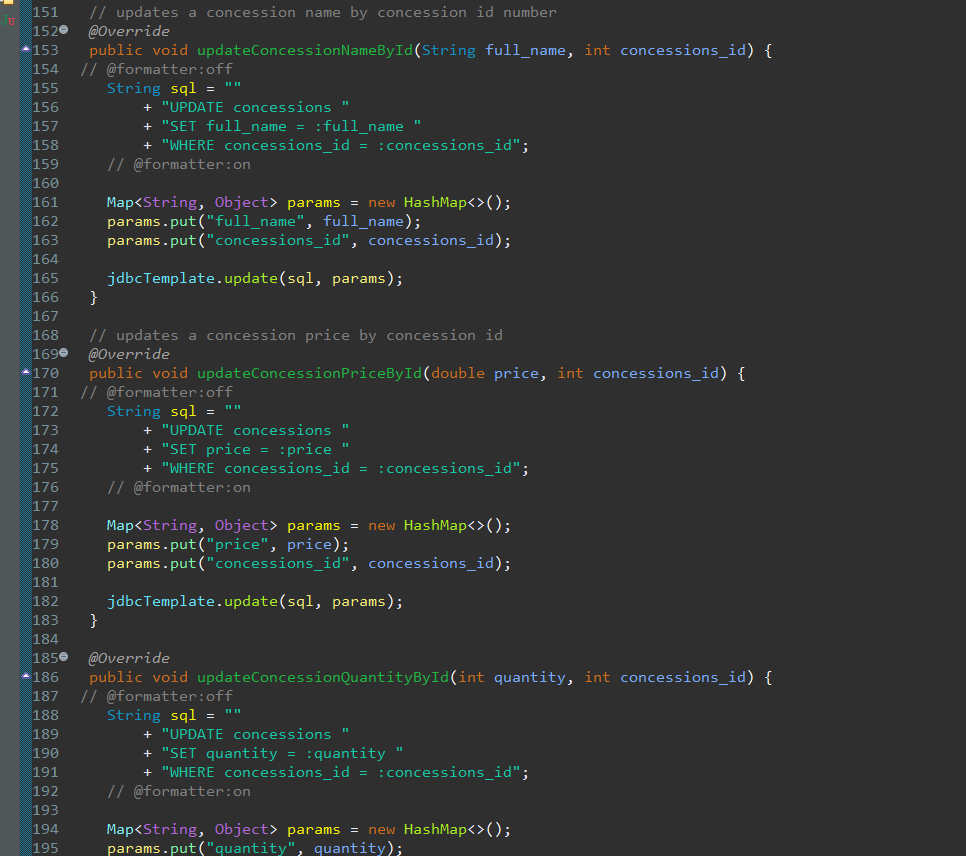 151 // updates a concession name by concession id number
152 @Override
153 public void updateConcessionNameById(String full_name, int concessions_id) {
154 // @formatter:off
155 String sql = ""
156 + "UPDATE concessions "
157 + "SET full_name = :full_name "
158 + "WHERE concessions_id = :concessions_id";
159 // @formatter:on
160
161 Map<String, Object> params = new HashMap<>();
162 params.put("full_name", full_name);
163 params.put("concessions_id", concessions_id);
164
165 jdbcTemplate.update(sql, params);
166 }
167
168 // updates a concession price by concession id
169 @Override
170 public void updateConcessionPriceById(double price, int concessions_id) {
171 // @formatter:off
172 String sql = ""
173 + "UPDATE concessions "
174 + "SET price = :price "
175 + "WHERE concessions_id = :concessions_id";
176 // @formatter:on
177
178 Map<String, Object> params = new HashMap<>();
179 params.put("price", price);
180 params.put("concessions_id", concessions_id);
181
182 jdbcTemplate.update(sql, params);
183 }
184
185 @Override
186 public void updateConcessionQuantityById(int quantity, int concessions_id) {
187 // @formatter:off
188 String sql = ""
189 + "UPDATE concessions "
190 + "SET quantity = :quantity "
191 + "WHERE concessions_id = :concessions_id";
192 // @formatter:on
193
194 Map<String, Object> params = new HashMap<>();
195 params.put("quantity", quantity);